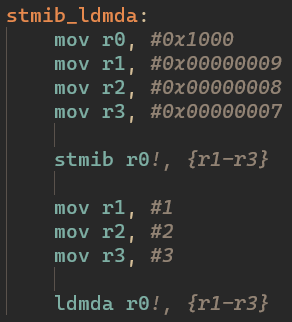 stmib_ldmda:
mov r0, #0x1000
mov r1, #0x00000009
mov r2, #0x00000008
mov r3, #0x00000007
stmib r0!, {r1-r3}
mov r1, #1
mov r2, #2
mov r3, #3
ldmda r0!, {r1-r3}